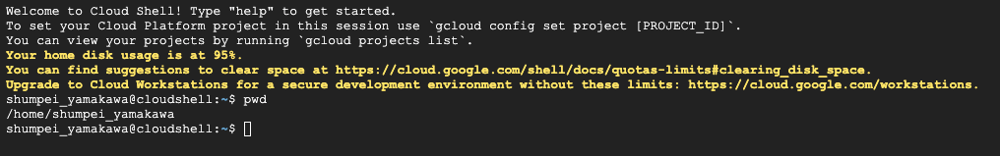 Welcome to Cloud Shell! Type "help" to get started.
To set your Cloud Platform project in this session use `gcloud config set project [PROJECT_ID]`.
You can view your projects by running `gcloud projects list`.
Your home disk usage is at 95%.
You can find suggestions to clear space at https://cloud.google.com/shell/docs/quotas-limits#clearing_disk_space.
Upgrade to Cloud Workstations for a secure development environment without these limits: https://cloud.google.com/workstations.
shumpei_yamakawa@cloudshell:~$ pwd
/home/shumpei_yamakawa
shumpei_yamakawa@cloudshell:~$